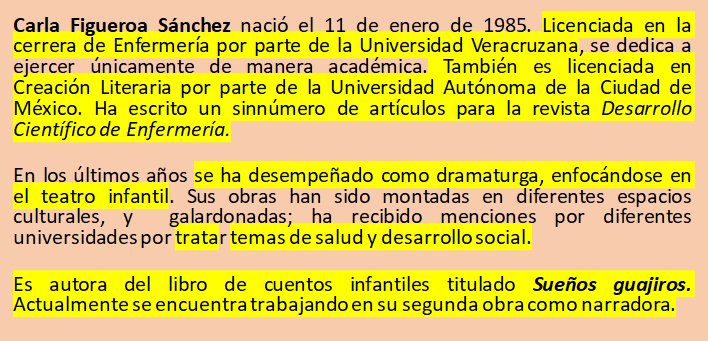 Carla Figueroa Sánchez nació el 11 de enero de 1985. Licenciada en la
cerrera de Enfermería por parte de la Universidad Veracruzana, se dedica a
ejercer únicamente de manera académica. También es licenciada en
Creación Literaria por parte de la Universidad Autónoma de la Ciudad de
México. Ha escrito un sinnúmero de artículos para la revista Desarrollo
Científico de Enfermería.
En los últimos años se ha desempeñado como dramaturga, enfocándose en
el teatro infantil. Sus obras han sido montadas en diferentes espacios
culturales, y galardonadas; ha recibido menciones por diferentes
universidades por tratar temas de salud y desarrollo social.
Es autora del libro de cuentos infantiles titulado Sueños guajiros.
Actualmente se encuentra trabajando en su segunda obra como narradora.